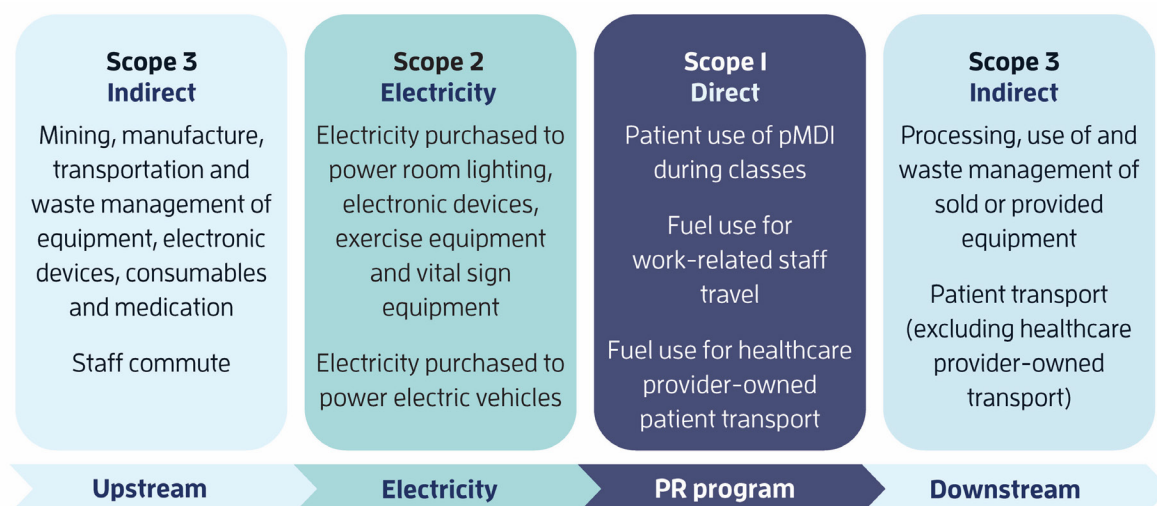 Scope 3
Indirect
Mining, manufacture,
transportation and
waste management of
equipment, electronic
devices, consumables
and medication
Staff commute
Scope 2
Electricity
Electricity purchased to
power room lighting,
electronic devices,
exercise equipment
and vital sign
equipment
Electricity purchased to
power electric vehicles
Scope I
Direct
Patient use of pMDI
during classes
Fuel use for
work-related staff
travel
Fuel use for healthcare
provider-owned
patient transport
Scope 3
Indirect
Processing, use of and
waste management of
sold or provided
equipment
Patient transport
(excluding healthcare
provider-owned
transport)
Upstream
Electricity
PR program
Downstream